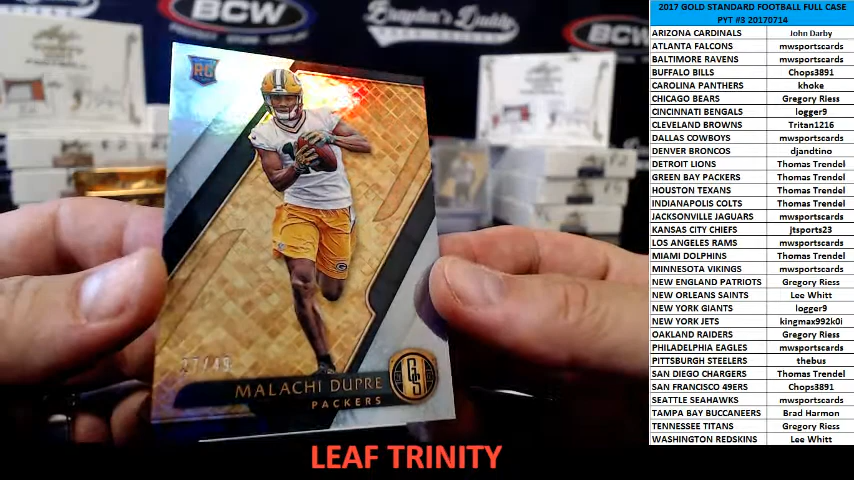 2017 GOLD STANDARD FOOTBALL FULL CASE
PYT #3 20170714
ARIZONA CARDINALS John Darby
ATLANTA FALCONS mwsportscards
BALTIMORE RAVENS mwsportscards
BUFFALO BILLS Chops3891
CAROLINA PANTHERS khoke
CHICAGO BEARS Gregory Riess
CINCINNATI BENGALS logger9
CLEVELAND BROWNS Tritan1216
DALLAS COWBOYS mwsportscards
DENVER BRONCOS djandtino
DETROIT LIONS Thomas Trendel
GREEN BAY PACKERS Thomas Trendel
HOUSTON TEXANS Thomas Trendel
INDIANAPOLIS COLTS Thomas Trendel
JACKSONVILLE JAGUARS mwsportscards
KANSAS CITY CHIEFS jtsports23
LOS ANGELES RAMS mwsportscards
MIAMI DOLPHINS Thomas Trendel
MINNESOTA VIKINGS mwsportscards
NEW ENGLAND PATRIOTS Gregory Riess
NEW ORLEANS SAINTS Lee Whitt
NEW YORK GIANTS logger9
NEW YORK JETS kingmax992k0i
OAKLAND RAIDERS Gregory Riess
PHILADELPHIA EAGLES mwsportscards
PITTSBURGH STEELERS thebus
SAN DIEGO CHARGERS Thomas Trendel
SAN FRANCISCO 49ERS Chops3891
SEATTLE SEAHAWKS mwsportscards
TAMPA BAY BUCCANEERS Brad Harmon
TENNESSEE TITANS Gregory Riess
WASHINGTON REDSKINS Lee Whitt
BCW
Brayden's Daddy
BCW
RC
G
37/49
MALACHI DUPRE
PACKERS
GS
LEAF TRINITY